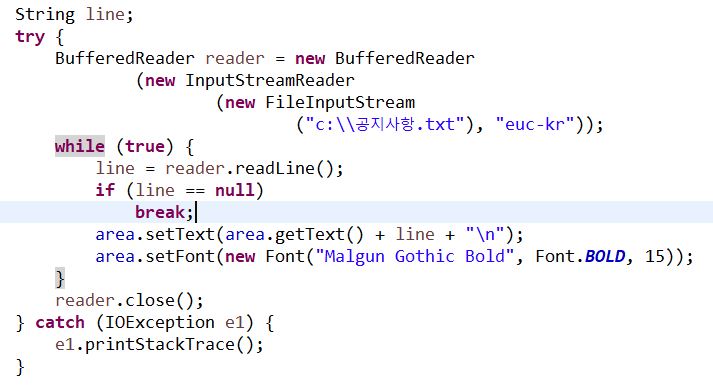 String line;
try {
BufferedReader reader = new BufferedReader
(new InputStreamReader
(new FileInputStream
("c:\\공지사항.txt"), "euc-kr"));
while (true) {
line = reader.readLine();
if (line == null)
break;
area.setText(area.getText() + line + "\n");
area.setFont(new Font("Malgun Gothic Bold", Font.BOLD, 15));
}
reader.close();
} catch (IOException e1) {
e1.printStackTrace();
}